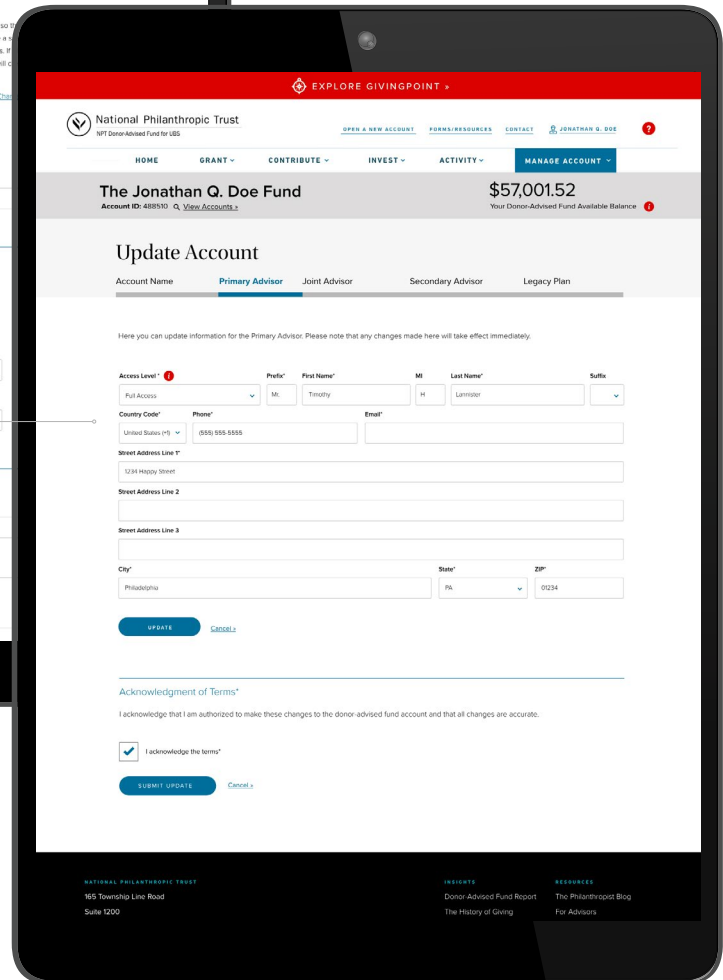 so th
e a s
s. If
ill c
Char
EXPLORE GIVINGPOINT »
National Philanthropic Trust
NPT Donor-Advised Fund for UBS
OPEN A NEW ACCOUNT FORMS/RESOURCES CONTACT JONATHAN Q. DOE ?
HOME GRANT CONTRIBUTE INVEST ACTIVITY MANAGE ACCOUNT
The Jonathan Q. Doe Fund $57,001.52
Account ID: 488510 View Accounts » Your Donor-Advised Fund Available Balance i
Update Account
Account Name Primary Advisor Joint Advisor Secondary Advisor Legacy Plan
Here you can update information for the Primary Advisor. Please note that any changes made here will take effect immediately.
Access Level * i Prefix* First Name* MI Last Name* Suffix
Full Access Mr. Timothy H Lannister
Country Code* Phone* Email*
United States (+1) (555) 555-5555
Street Address Line 1*
1234 Happy Street
Street Address Line 2
Street Address Line 3
City* State* ZIP*
Philadelphia PA 01234
UPDATE Cancel »
Acknowledgment of Terms*
I acknowledge that I am authorized to make these changes to the donor-advised fund account and that all changes are accurate.
I acknowledge the terms*
SUBMIT UPDATE Cancel »
NATIONAL PHILANTHROPIC TRUST INSIGHTS RESOURCES
165 Township Line Road Donor-Advised Fund Report The Philanthropist Blog
Suite 1200 The History of Giving For Advisors